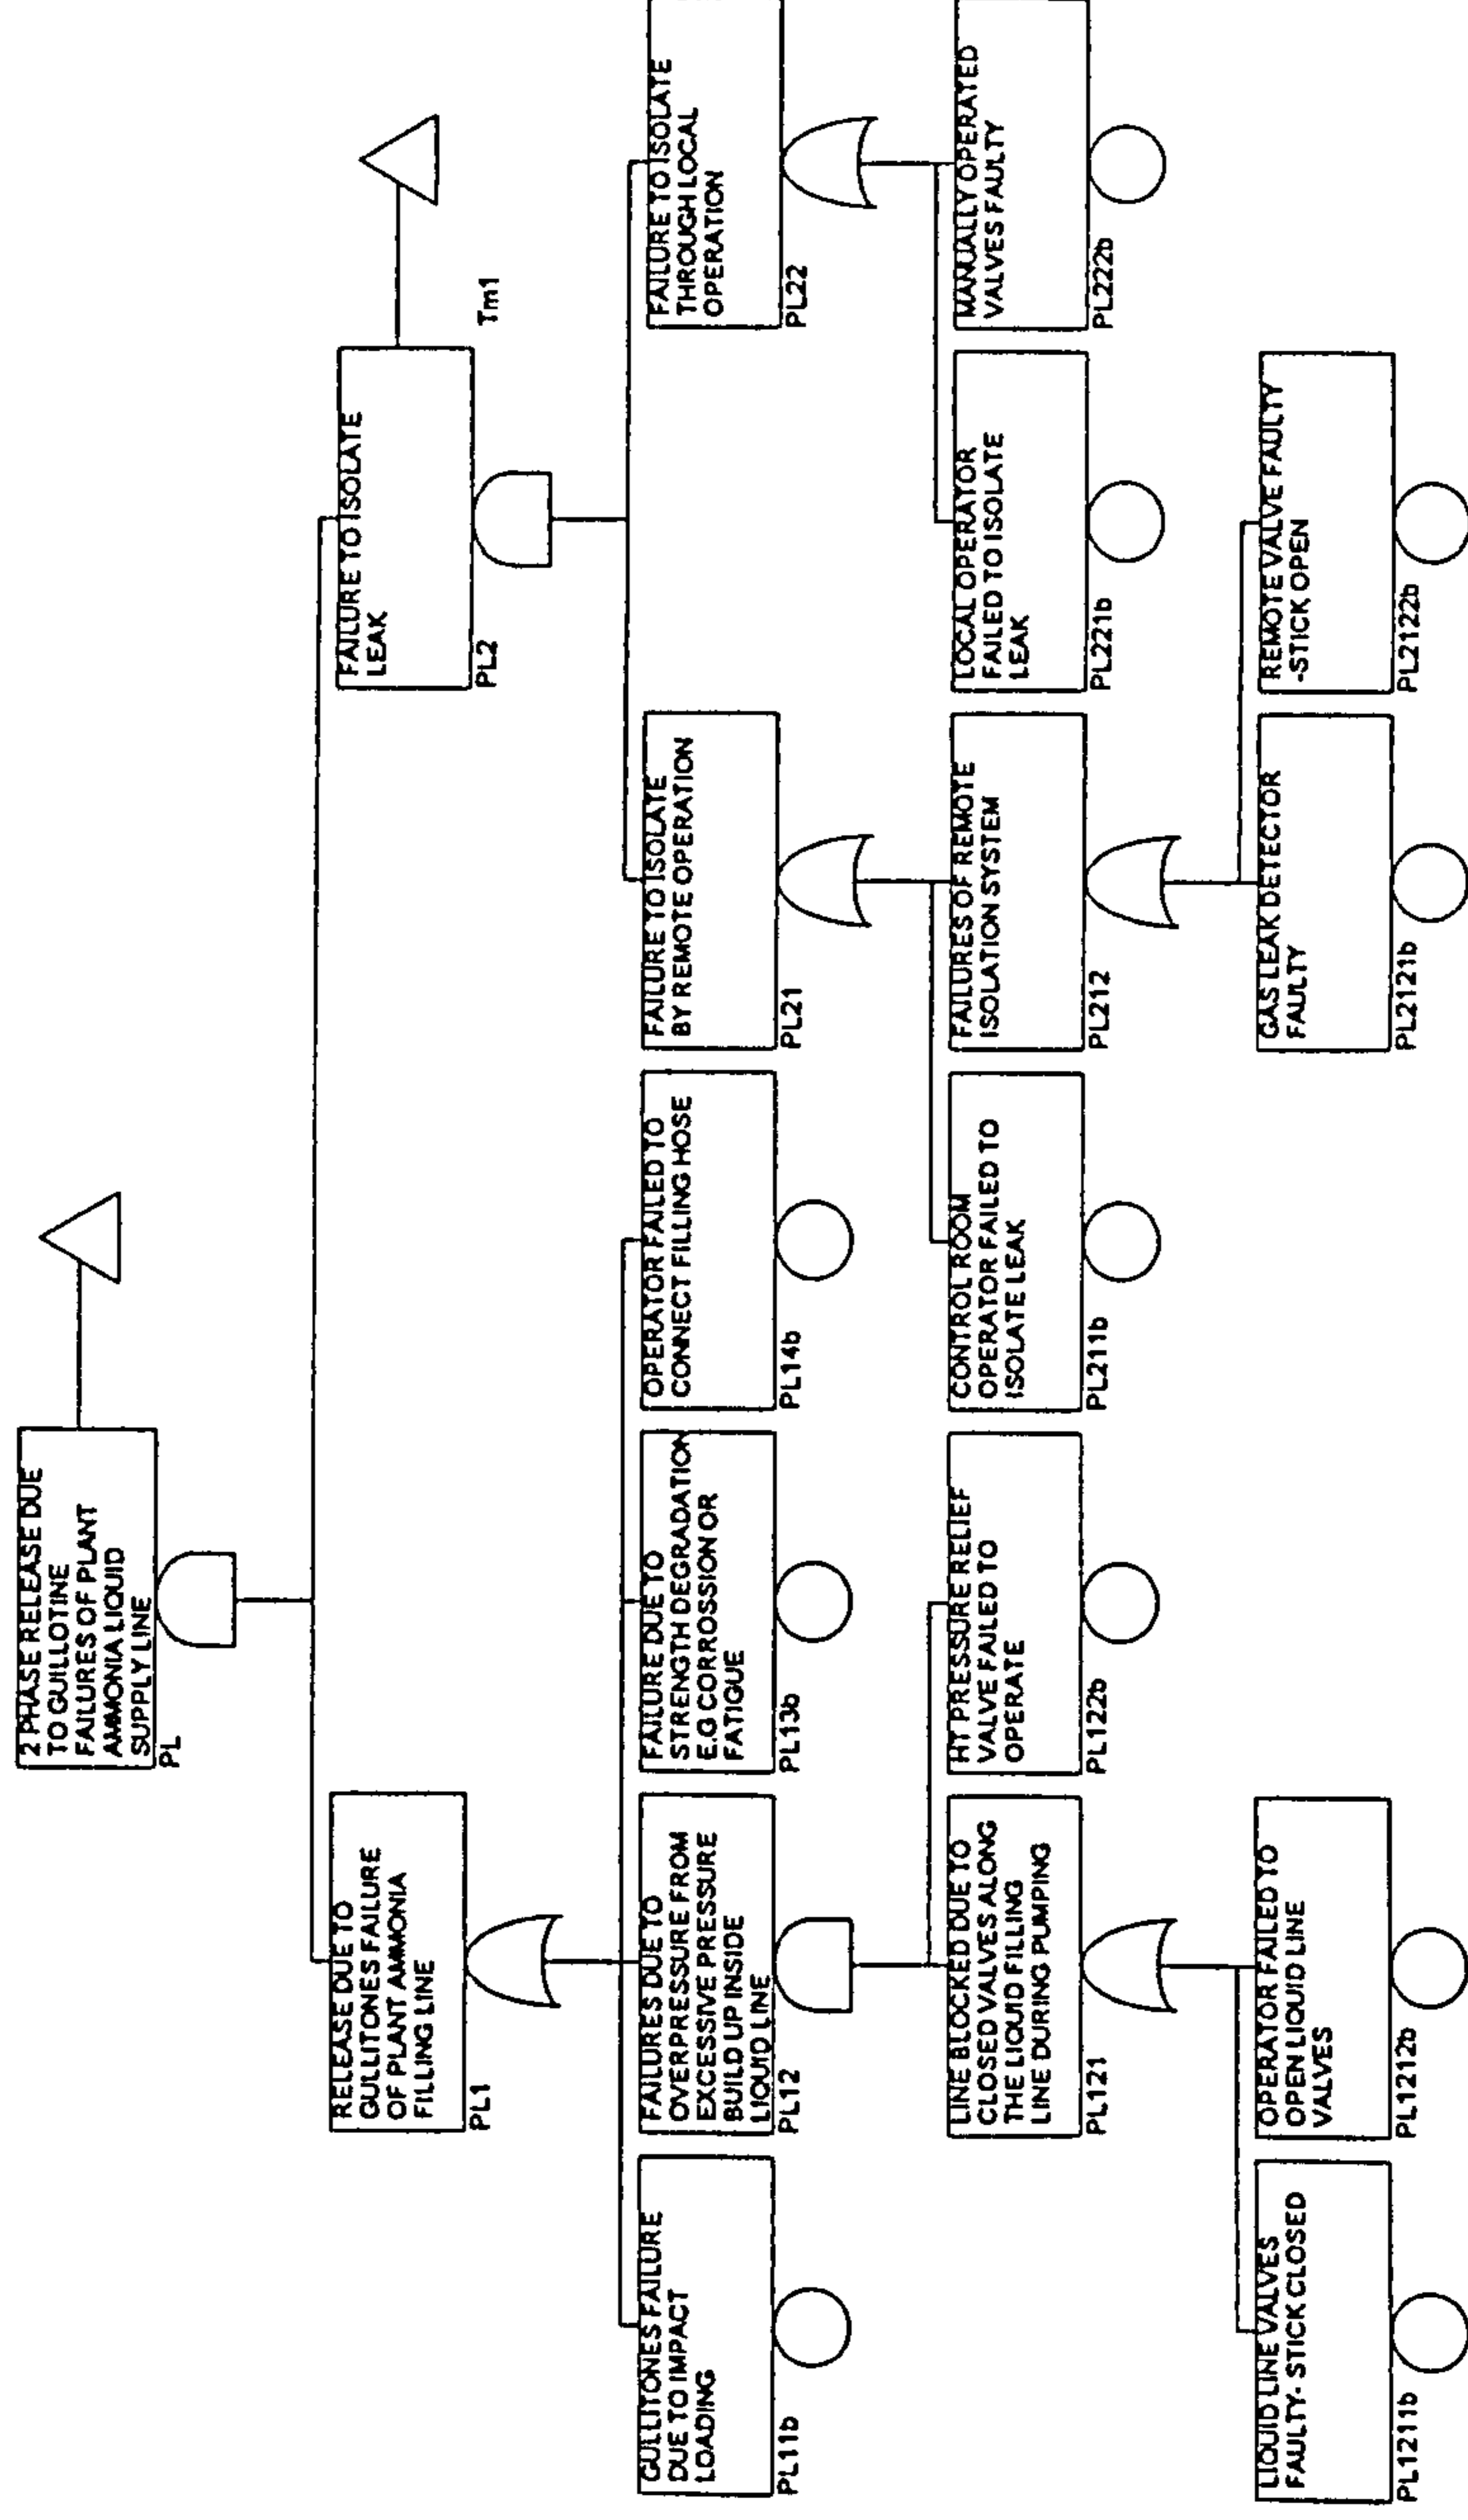 2 PHASE RELEASE DUE
TO GUILLOTINE
FAILURES OF PLANT
AMMONIA LIQUID
SUPPLY LINE
PL
RELEASE DUE TO
GULLITONES FAILURE
OF PLANT AMMONIA
FILLING LINE
PL1
FAILURE TO ISOLATE
LEAK
PL2
Tm1
GULLITONES FAILURE
DUE TO IMPACT
LOADING
PL11b
FAILURES DUE TO
OVERPRESSURE FROM
EXCESSIVE PRESSURE
BUILD UP INSIDE
LIQUID LINE
PL12
FAILURE DUE TO
STRENGTH DEGRADATION
E.G CORROSSION OR
FATIGUE
PL13b
OPERATOR FAILED TO
CONNECT FILLING HOSE
PL14b
FAILURE TO ISOLATE
BY REMOTE OPERATION
PL21
FAILURE TO ISOLATE
THROUGH LOCAL
OPERATION
PL22
LINE BLOCKED DUE TO
CLOSED VALVES ALONG
THE LIQUID FILLING
LINE DURING PUMPING
PL121
HY PRESSURE RELIEF
VALVE FAILED TO
OPERATE
PL122b
CONTROL ROOM
OPERATOR FAILED TO
ISOLATE LEAK
PL211b
FAILURES OF REMOTE
ISOLATION SYSTEM
PL212
LOCAL OPERATOR
FAILED TO ISOLATE
LEAK
PL221b
MANUALLY OPERATED
VALVES FAULTY
PL222b
LIQUID LINE VALVES
FAULTY- STICK CLOSED
PL1211b
OPERATOR FAILED TO
OPEN LIQUID LINE
VALVES
PL1212b
GAS LEAK DETECTOR
FAULTY
PL2121b
REMOTE VALVE FAULTY
-STICK OPEN
PL2122b